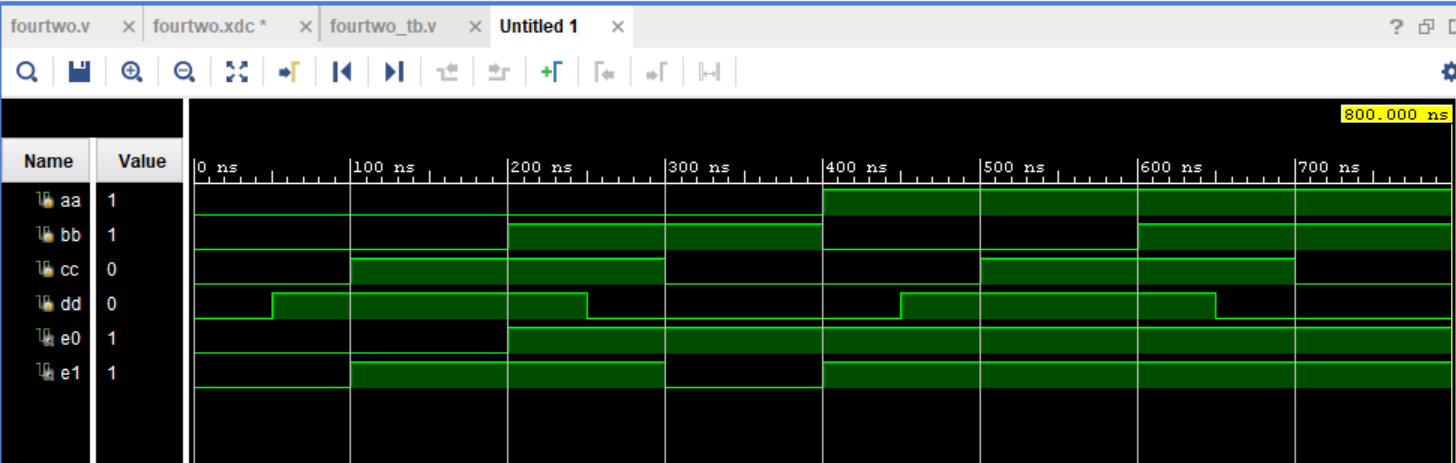 fourtwo.v × fourtwo.xdc * × fourtwo_tb.v × Untitled 1 × ?
800.000 ns
Name Value 0 ns 100 ns 200 ns 300 ns 400 ns 500 ns 600 ns 700 ns
aa 1
bb 1
cc 0
dd 0
e0 1
e1 1